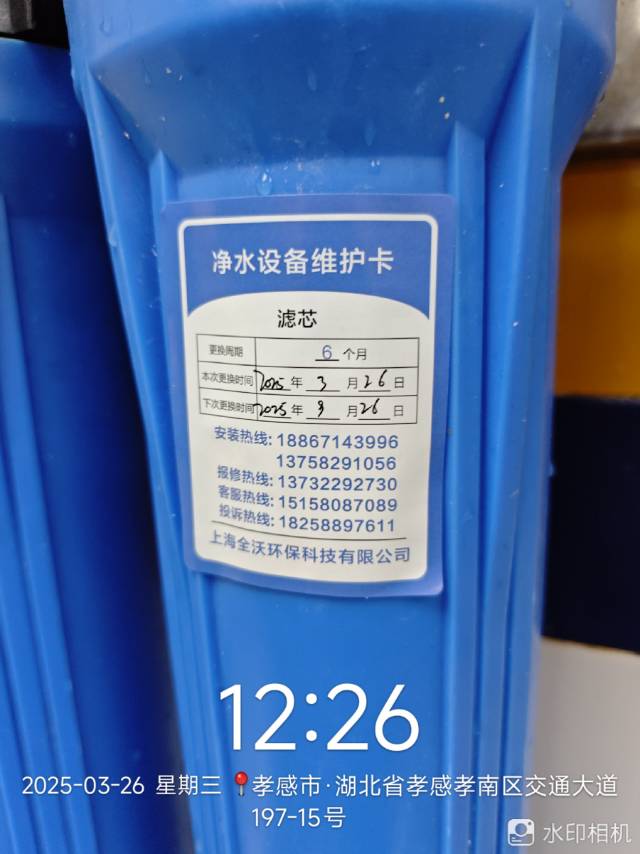 净水设备维护卡
滤芯
更换周期 6 个月
本次更换时间 2025 年 3 月 26 日
下次更换时间 2025 年 9 月 26 日
安装热线: 18867143996
13758291056
报修热线: 13732292730
客服热线: 15158087089
投诉热线: 18258897611
上海全沃环保科技有限公司
12:26
2025-03-26 星期三 孝感市·湖北省孝感孝南区交通大道
197-15号
水印相机